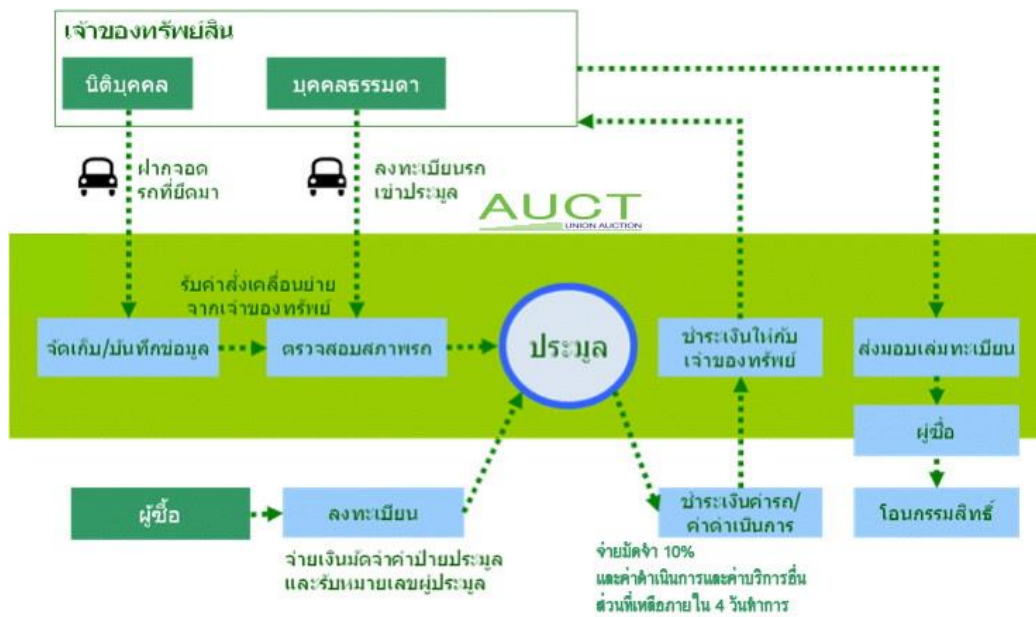 เจ้าของทรัพย์สิน
นิติบุคคล
บุคคลธรรมดา
ฝากจอด
รถที่ยึดมา
ลงทะเบียนรถ
เข้าประมูล
AUCT
UNION AUCTION
รับคำสั่งเคลื่อนย้าย
จากเจ้าของทรัพย์
จัดเก็บ/บันทึกข้อมูล
ตรวจสอบสภาพรถ
ประมูล
ชำระเงินให้กับ
เจ้าของทรัพย์
ส่งมอบเล่มทะเบียน
ผู้ซื้อ
ผู้ซื้อ
ลงทะเบียน
ชำระเงินค่ารถ/
ค่าดำเนินการ
โอนกรรมสิทธิ์
จ่ายเงินมัดจำค่าป้ายประมูล
และรับหมายเลขผู้ประมูล
จ่ายมัดจำ 10%
และค่าดำเนินการและค่าบริการอื่น
ส่วนที่เหลือภายใน 4 วันทำการ